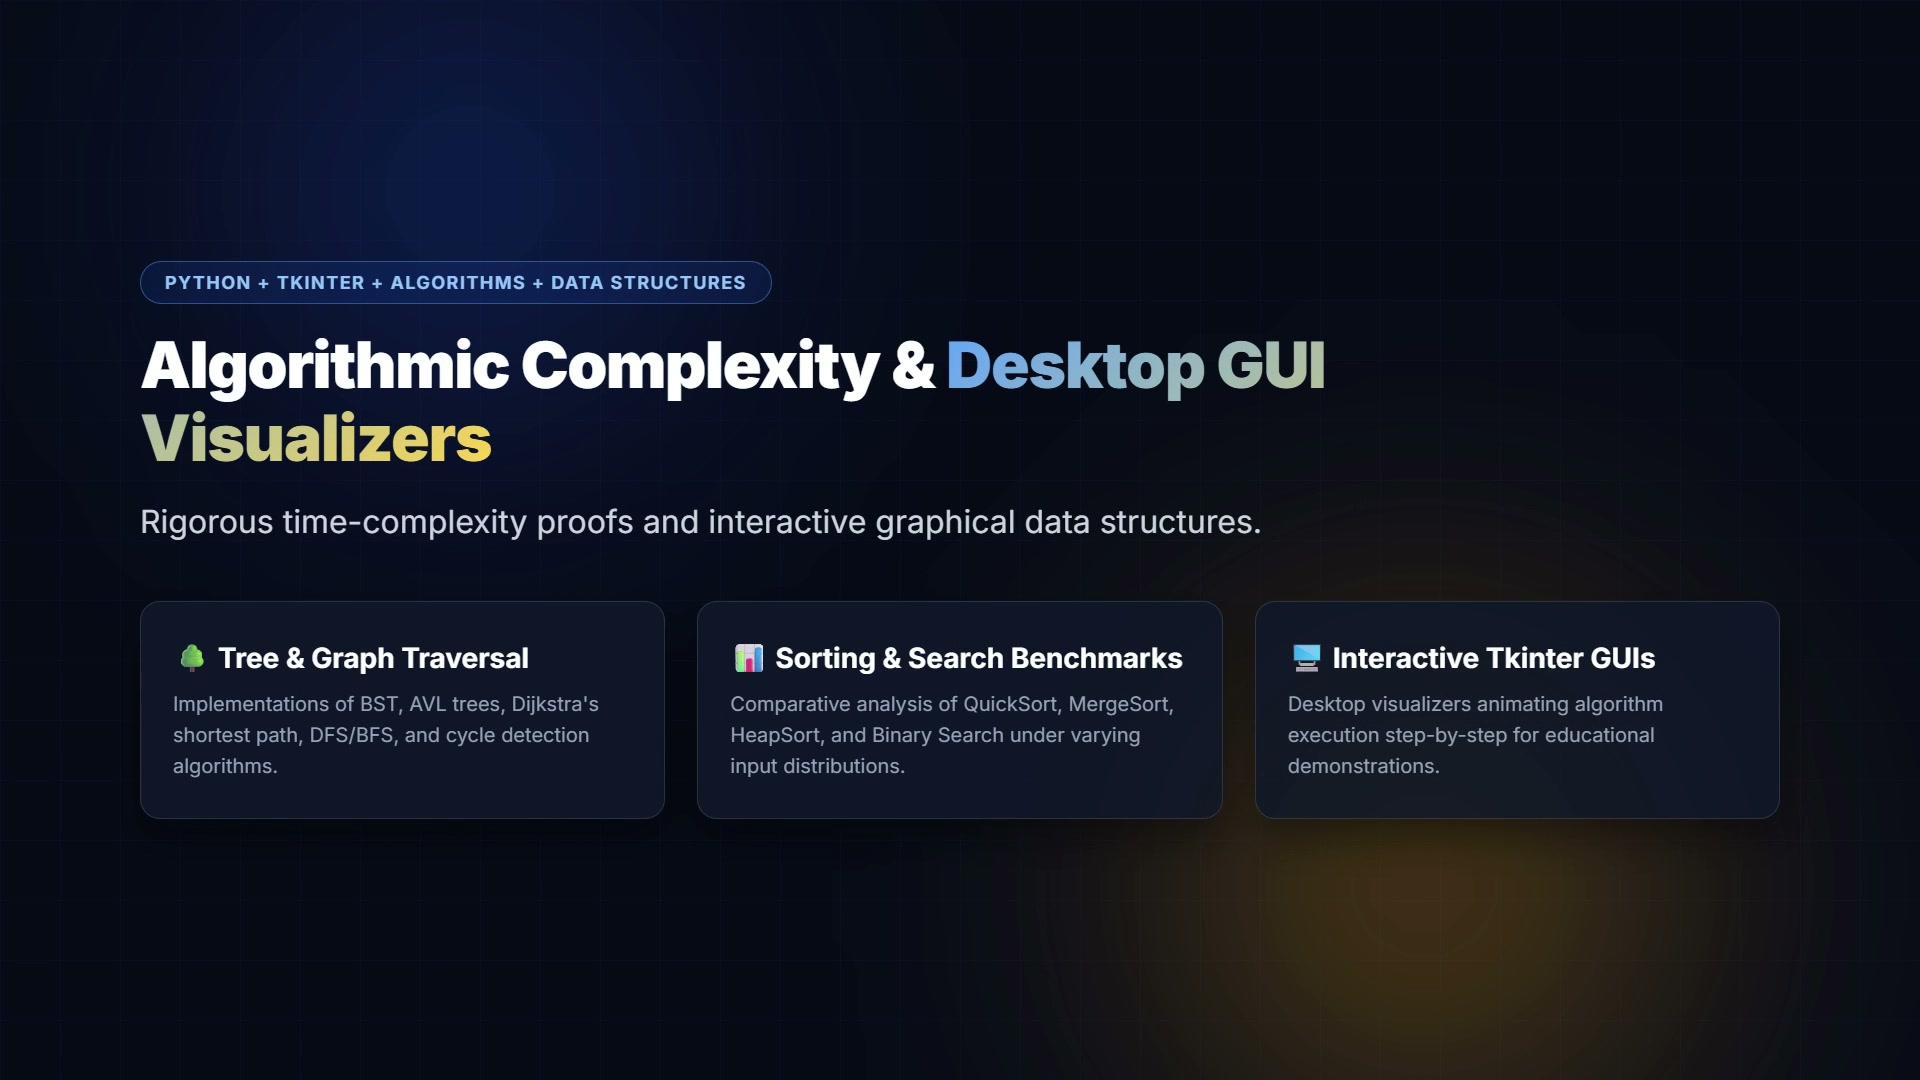 PYTHON + TKINTER + ALGORITHMS + DATA STRUCTURES
Algorithmic Complexity & Desktop GUI
Visualizers
Rigorous time-complexity proofs and interactive graphical data structures.
Tree & Graph Traversal
Implementations of BST, AVL trees, Dijkstra's
shortest path, DFS/BFS, and cycle detection
algorithms.
Sorting & Search Benchmarks
Comparative analysis of QuickSort, MergeSort,
HeapSort, and Binary Search under varying
input distributions.
Interactive Tkinter GUIs
Desktop visualizers animating algorithm
execution step-by-step for educational
demonstrations.